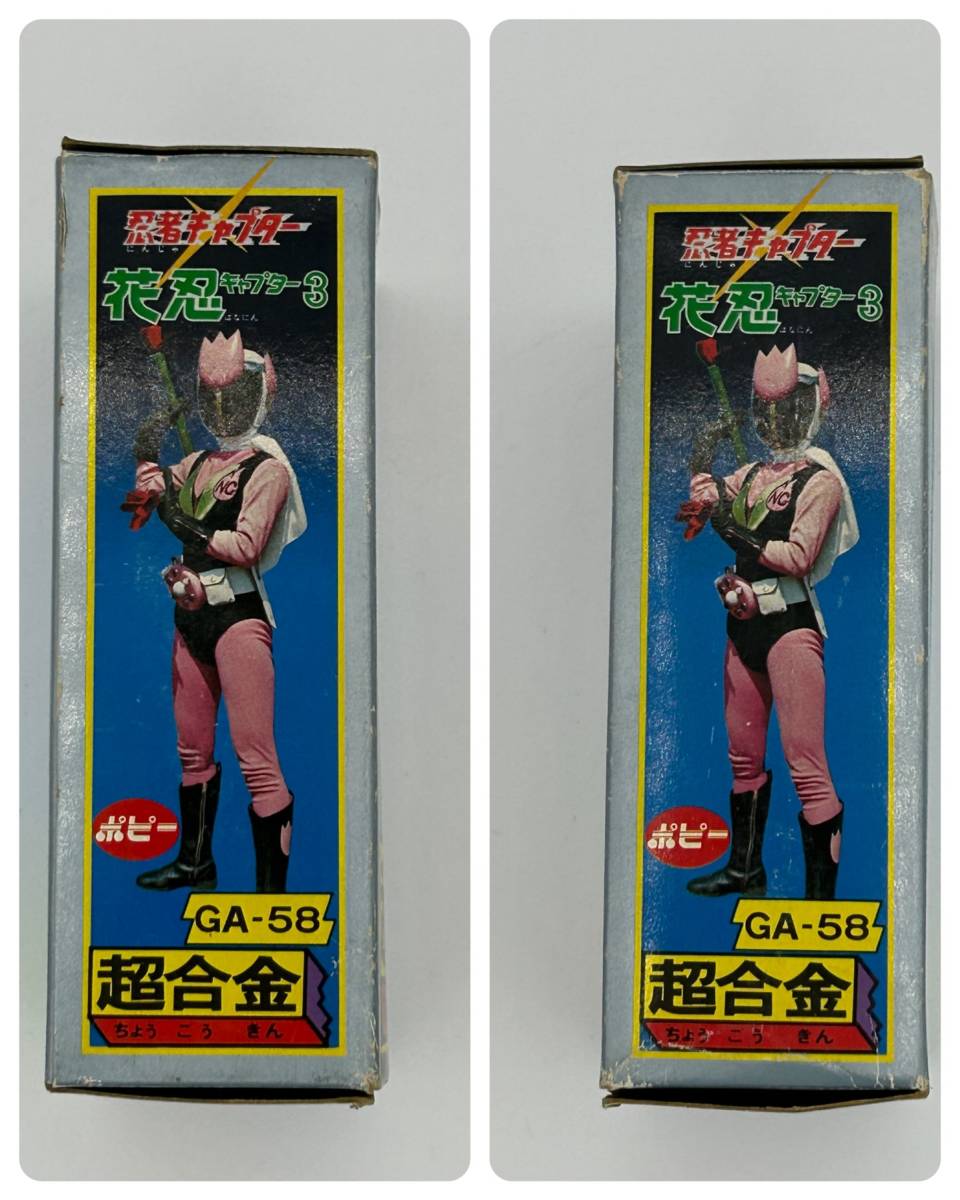 忍者キャプター
にんじゃ
花忍キャプター3
はなにん
NC
ポピー
GA-58
超合金
ちょうごうきん
忍者キャプター
にんじゃ
花忍キャプター3
はなにん
ポピー
GA-58
超合金
ちょうごうきん